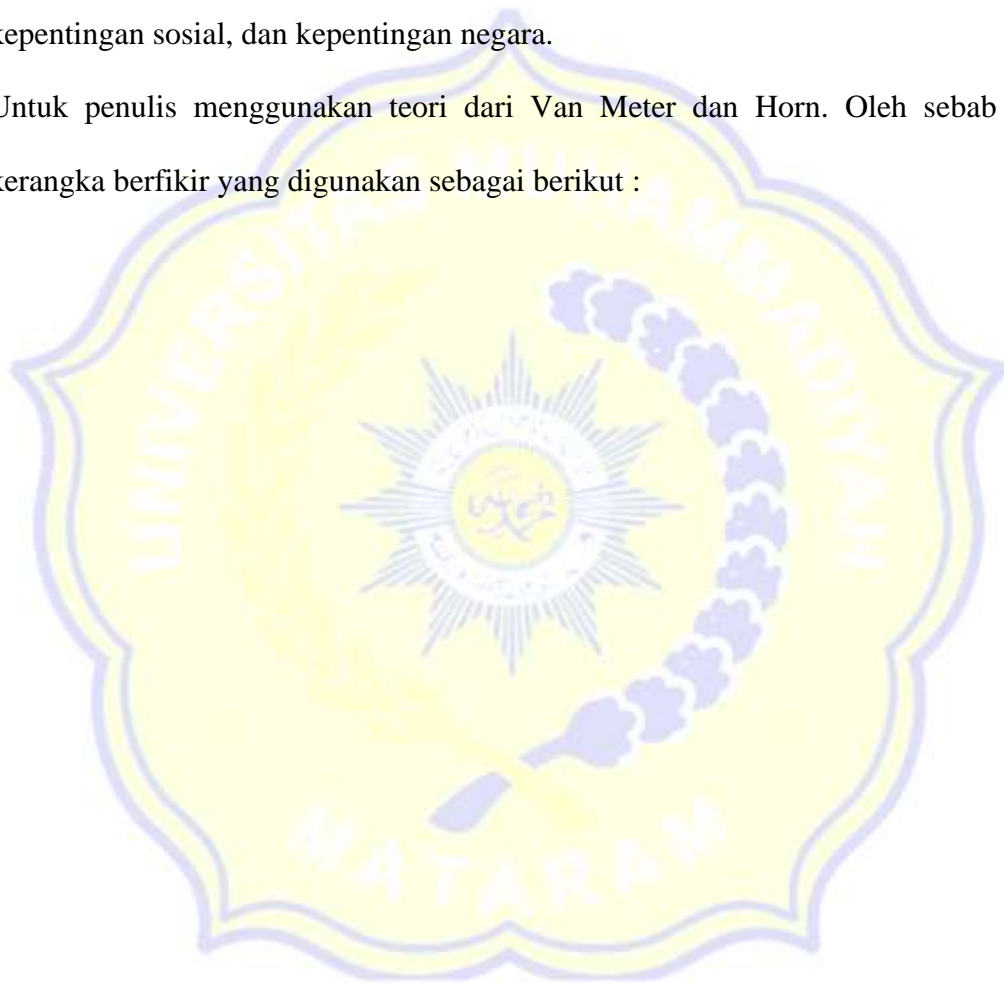 kepentingan sosial, dan kepentingan negara.
Untuk penulis menggunakan teori dari Van Meter dan Horn. Oleh sebab
kerangka berfikir yang digunakan sebagai berikut :
UNIVERSITAS MUHAMMADIYAH
MATARAM